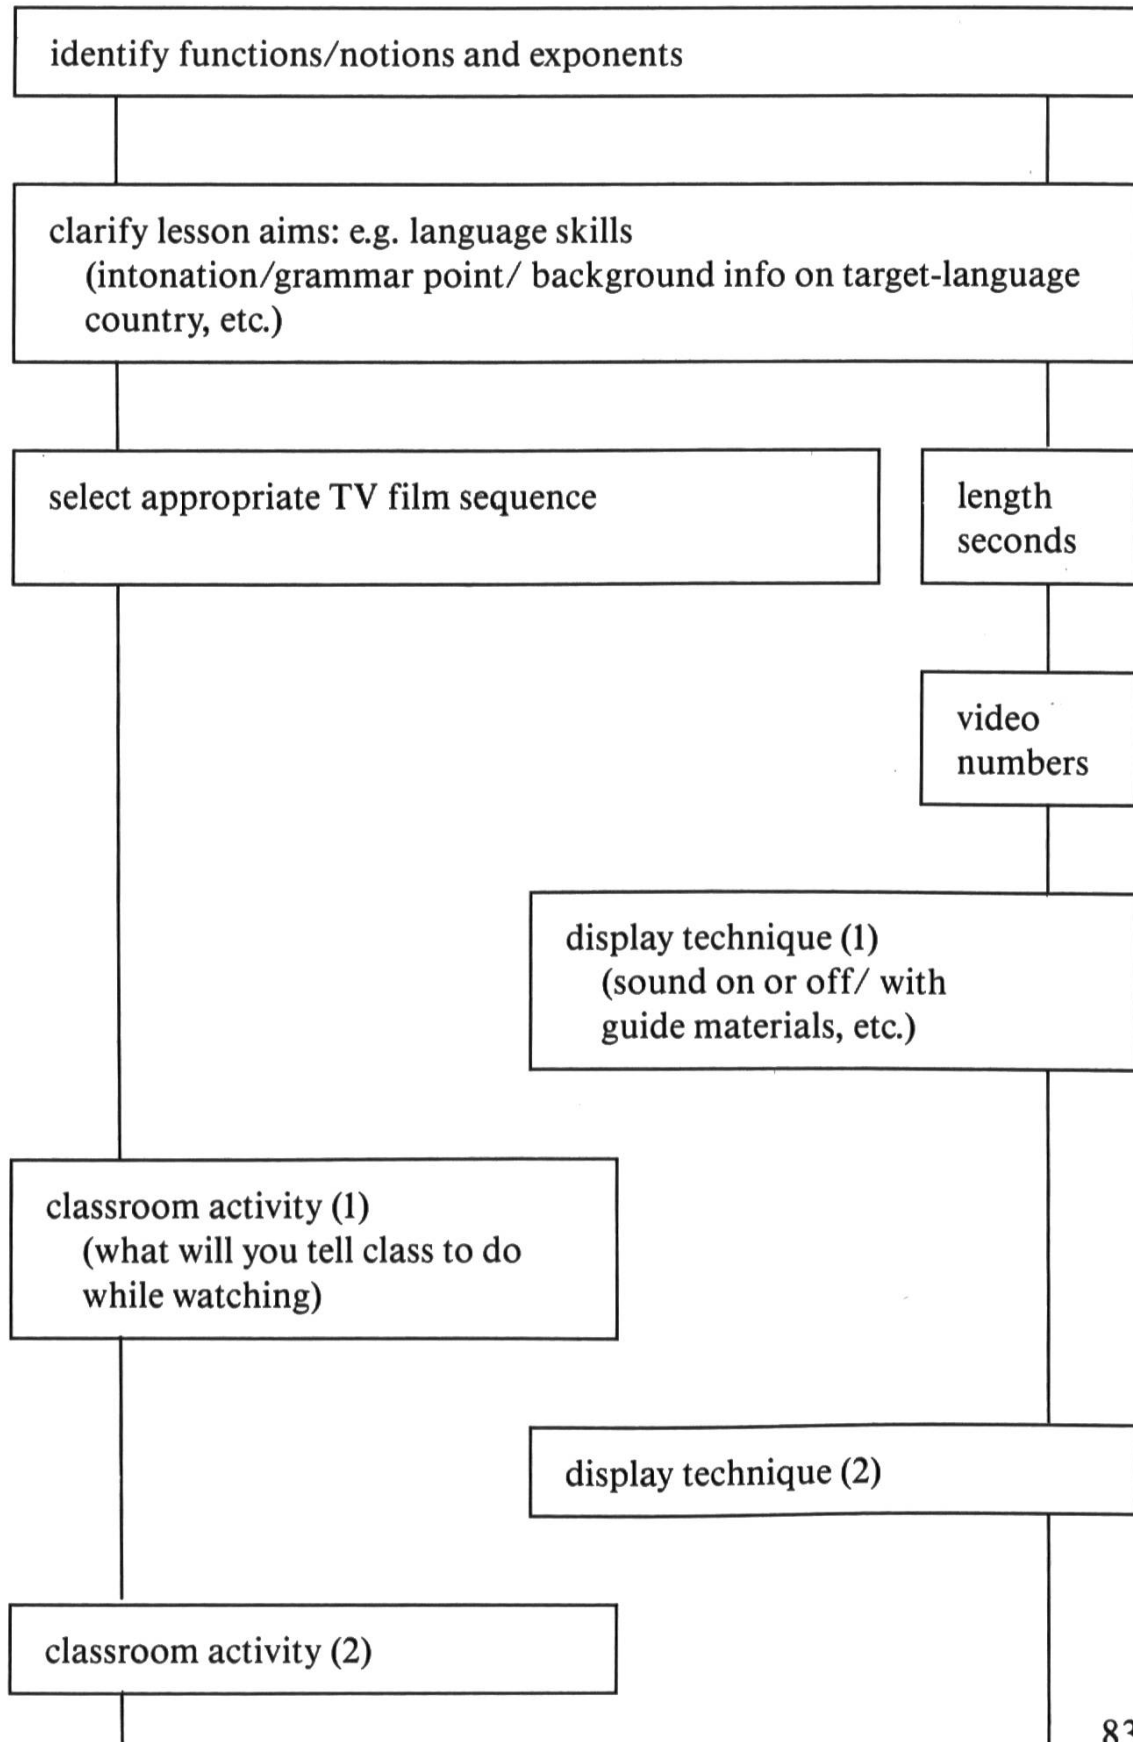 identify functions/notions and exponents
clarify lesson aims: e.g. language skills
(intonation/grammar point/ background info on target-language
country, etc.)
select appropriate TV film sequence
length
seconds
video
numbers
display technique (1)
(sound on or off/ with
guide materials, etc.)
classroom activity (1)
(what will you tell class to do
while watching)
display technique (2)
classroom activity (2)